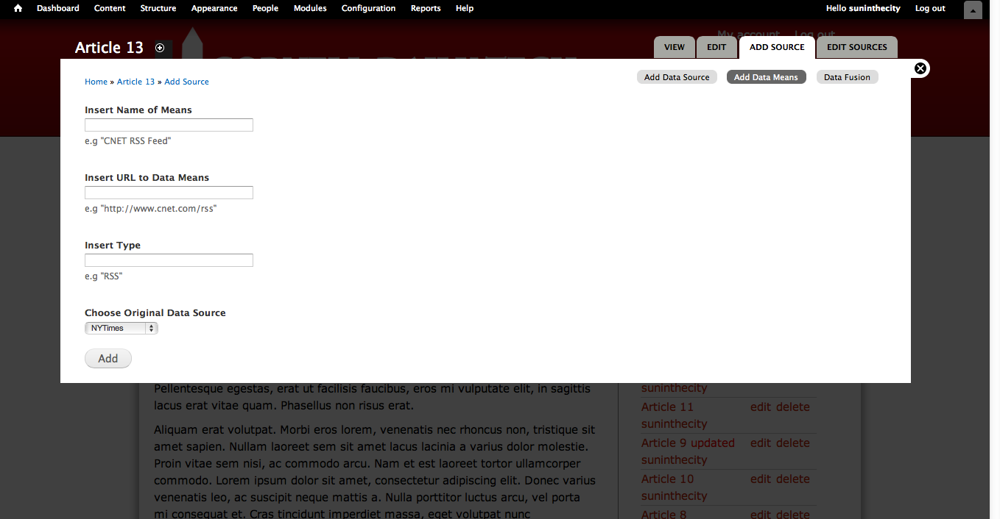 Dashboard Content Structure Appearance People Modules Configuration Reports Help Hello suninthecity Log out
My account Log out
Article 13 VIEW EDIT ADD SOURCE EDIT SOURCES
Add Data Source Add Data Means Data Fusion
Home » Article 13 » Add Source
Insert Name of Means
e.g "CNET RSS Feed"
Insert URL to Data Means
e.g "http://www.cnet.com/rss"
Insert Type
e.g "RSS"
Choose Original Data Source
NYTimes
Add
Pellentesque egestas, erat ut facilisis faucibus, eros mi vulputate elit, in sagittis
lacus erat vitae quam. Phasellus non risus erat.
Aliquam erat volutpat. Morbi eros lorem, venenatis nec rhoncus non, tristique sit
amet sapien. Nullam laoreet sem sit amet lacus lacinia a varius dolor molestie.
Proin vitae sem nisi, ac commodo arcu. Nam et est laoreet tortor ullamcorper
commodo. Lorem ipsum dolor sit amet, consectetur adipiscing elit. Donec varius
venenatis leo, ac suscipit neque mattis a. Nulla porttitor luctus arcu, vel porta
mi consequat et. Cras tincidunt imperdiet massa, eget volutpat nunc
suninthecity
Article 11 edit delete
suninthecity
Article 9 updated edit delete
suninthecity
Article 10 edit delete
suninthecity
Article 8 edit delete